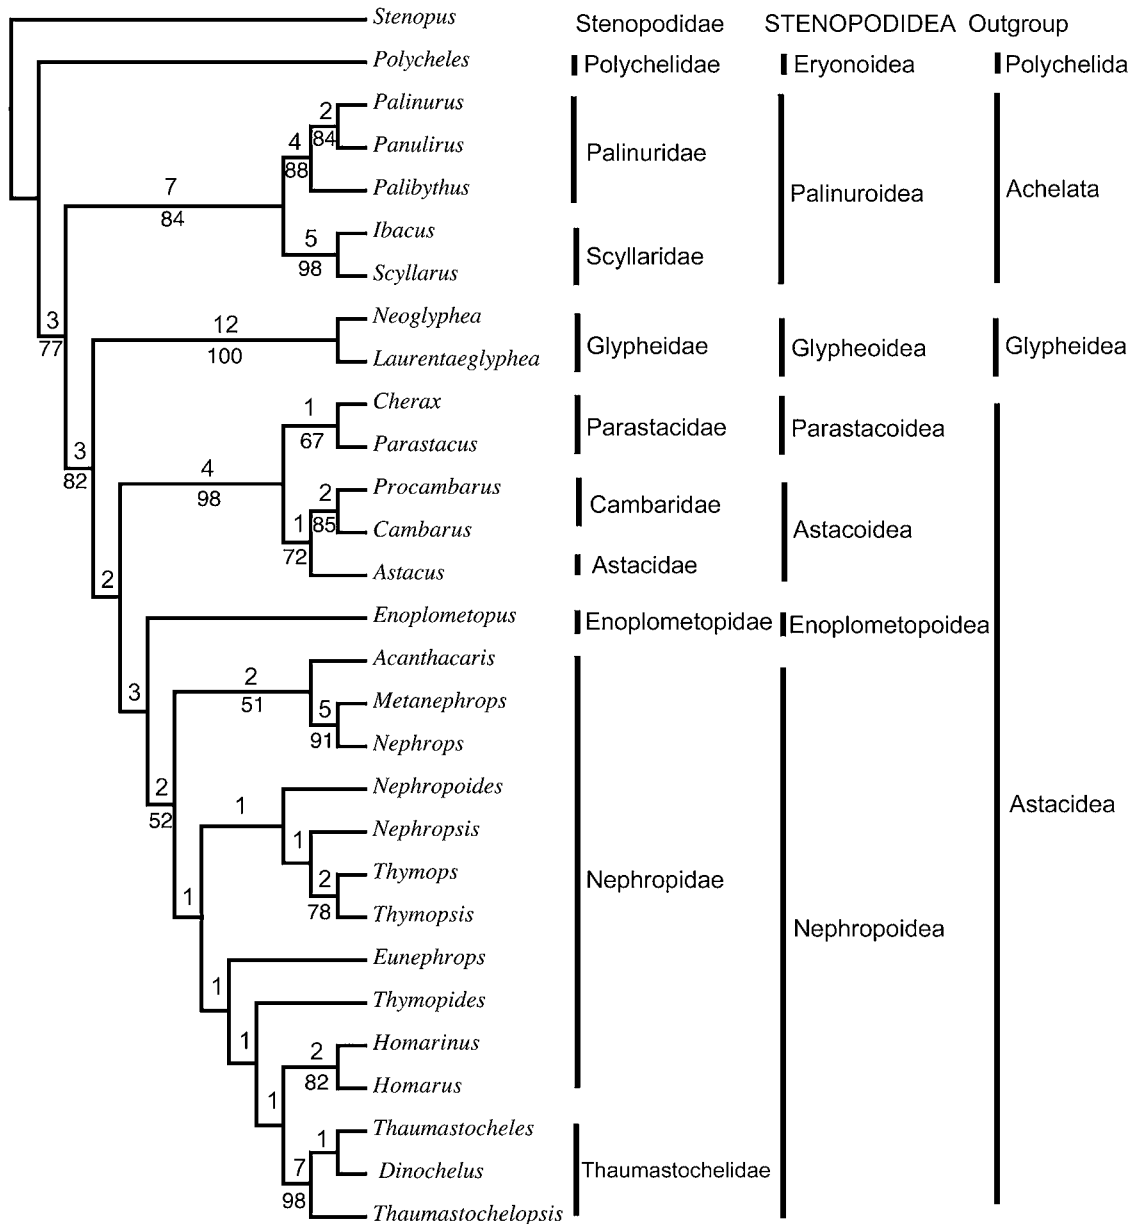 Stenopus Stenopodidae STENOPODIDEA Outgroup
Polycheles Polychelidae Eryonoidea Polychelida
Palinurus
2
84
4
88
Panulirus Palinuridae
7
84
Palibythus Palinuroidea Achelata
Ibacus
5
98
Scyllaridae
Scyllarus
3
77
Neoglyphea
12
100
Glypheidae Glypheoidea Glypheidea
Laurentaeglyphea
Cherax
1
67
Parastacidae Parastacoidea
Parastacus
3
82
4
98
Procambarus
2
85
Cambaridae
1
72
Cambarus Astacoidea
Astacus Astacidae
2
Enoplometopus Enoplometopidae Enoplometopoidea
Acanthacaris
2
51
3
Metanephrops
5
91
Nephrops
2
52
Nephropoides
1
Astacidea
Nephropsis
1
Thymops
2
78
Nephropidae
1
Thymopsis
Nephropoidea
Eunephrops
1
Thymopides
1
Homarinus
2
82
Homarus
1
Thaumastocheles
1
7
98
Dinochelus Thaumastochelidae
Thaumastochelopsis